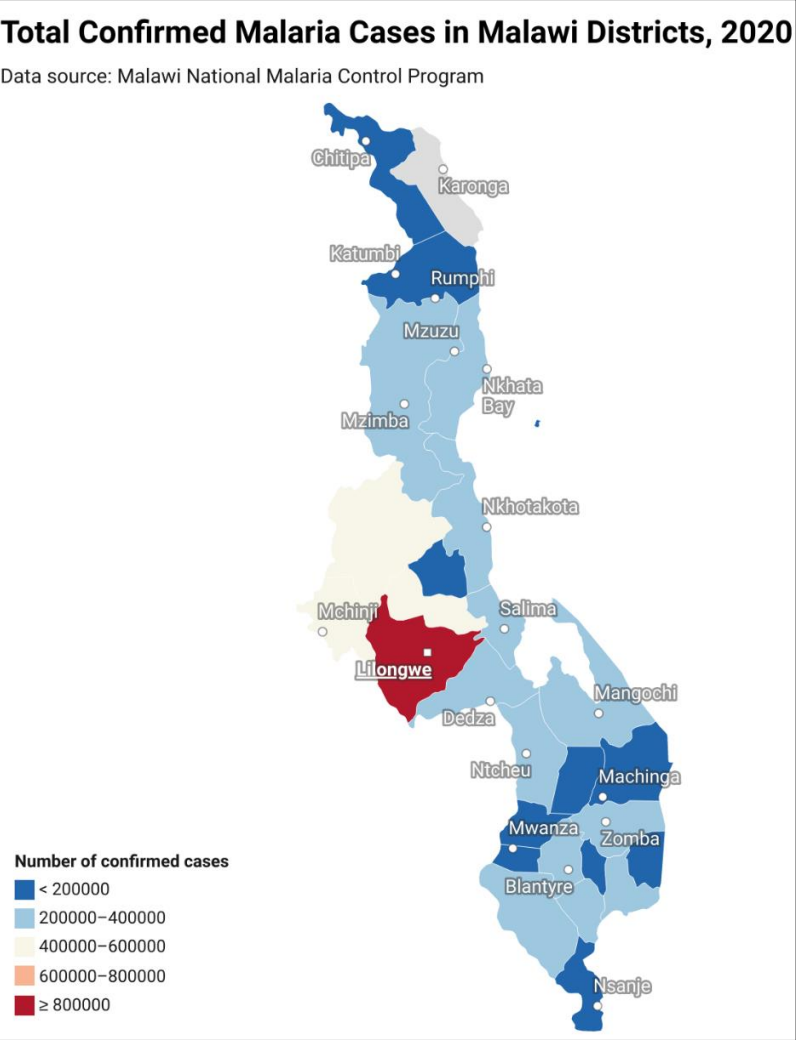 Total Confirmed Malaria Cases in Malawi Districts, 2020
Data source: Malawi National Malaria Control Program
Chitipa
Karonga
Katumbi
Rumphi
Mzuzu
Nkhata
Bay
Mzimba
Nkhotakota
Salima
Mchinji
Lilongwe
Mangochi
Dedza
Ntcheu
Machinga
Mwanza
Zomba
Blantyre
Nsanje
Number of confirmed cases
< 200000
200000–400000
400000–600000
600000–800000
≥ 800000